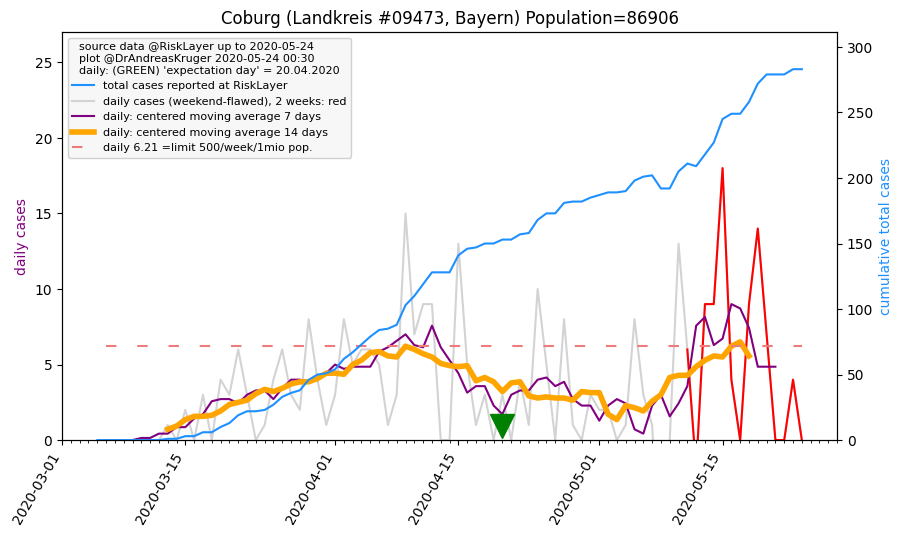 Coburg (Landkreis #09473, Bayern) Population=86906
source data @RiskLayer up to 2020-05-24
plot @DrAndreasKruger 2020-05-24 00:30
daily: (GREEN) 'expectation day' = 20.04.2020
total cases reported at RiskLayer
daily cases (weekend-flawed), 2 weeks: red
daily: centered moving average 7 days
daily: centered moving average 14 days
daily 6.21 =limit 500/week/1mio pop.
daily cases
25
20
15
10
5
0
cumulative total cases
300
250
200
150
100
50
0
2020-03-01
2020-03-15
2020-04-01
2020-04-15
2020-05-01
2020-05-15